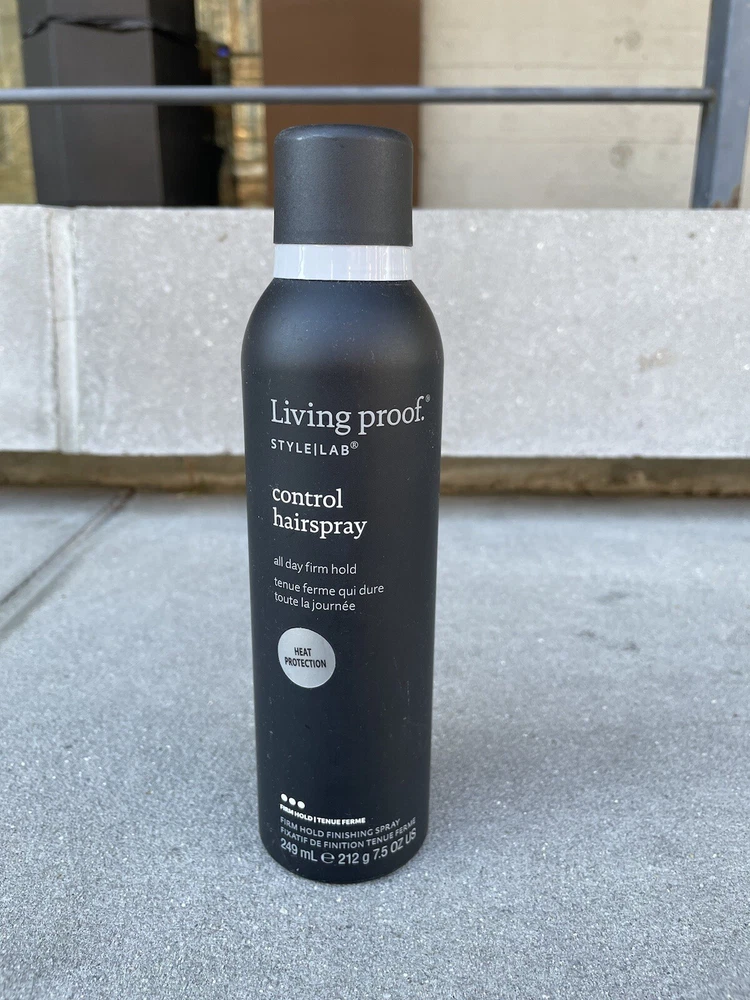 Living proof.®
STYLE|LAB®
control
hairspray
all day firm hold
tenue ferme qui dure
toute la journée
HEAT
PROTECTION
FIRM HOLD | TENUE FERME
FIRM HOLD FINISHING SPRAY
FIXATIF DE FINITION TENUE FERME
249 mL ℮ 212 g 7.5 OZ US